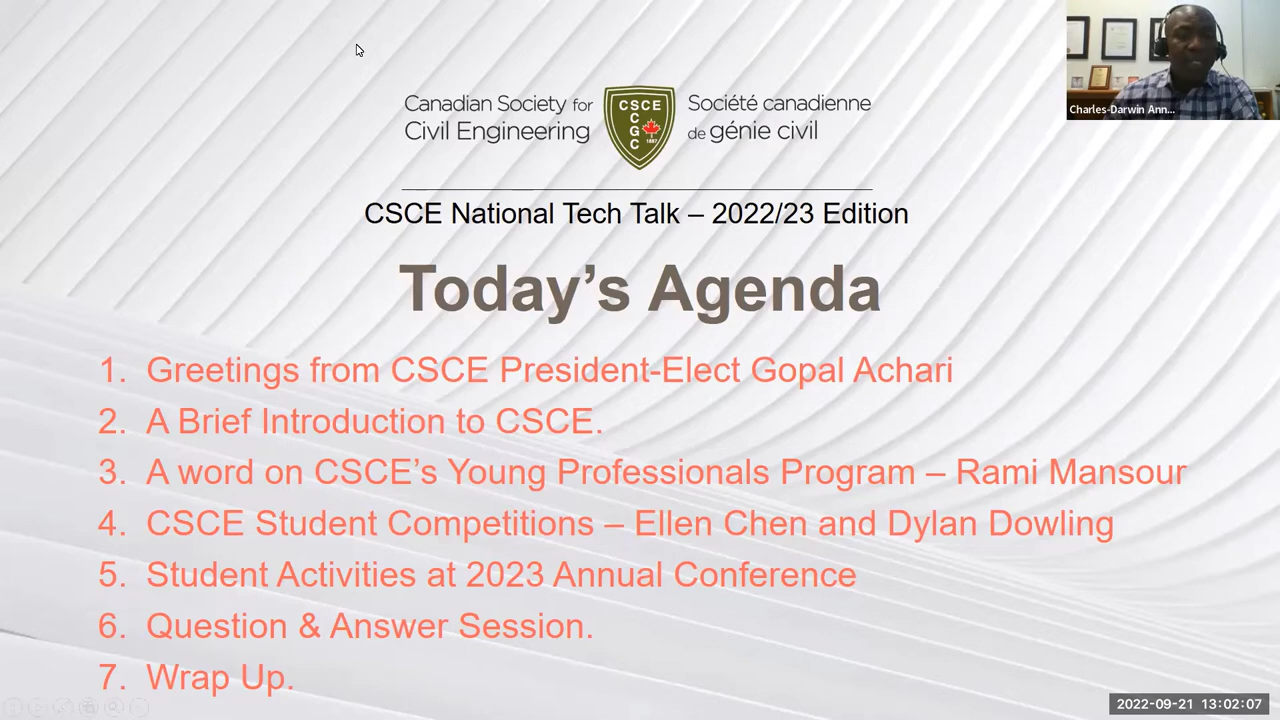 Canadian Society for
Civil Engineering
CSCE
C
G
C
1887
Société canadienne
de génie civil
Charles-Darwin Ann...
CSCE National Tech Talk – 2022/23 Edition
Today’s Agenda
1. Greetings from CSCE President-Elect Gopal Achari
2. A Brief Introduction to CSCE.
3. A word on CSCE’s Young Professionals Program – Rami Mansour
4. CSCE Student Competitions – Ellen Chen and Dylan Dowling
5. Student Activities at 2023 Annual Conference
6. Question & Answer Session.
7. Wrap Up.
2022-09-21 13:02:07